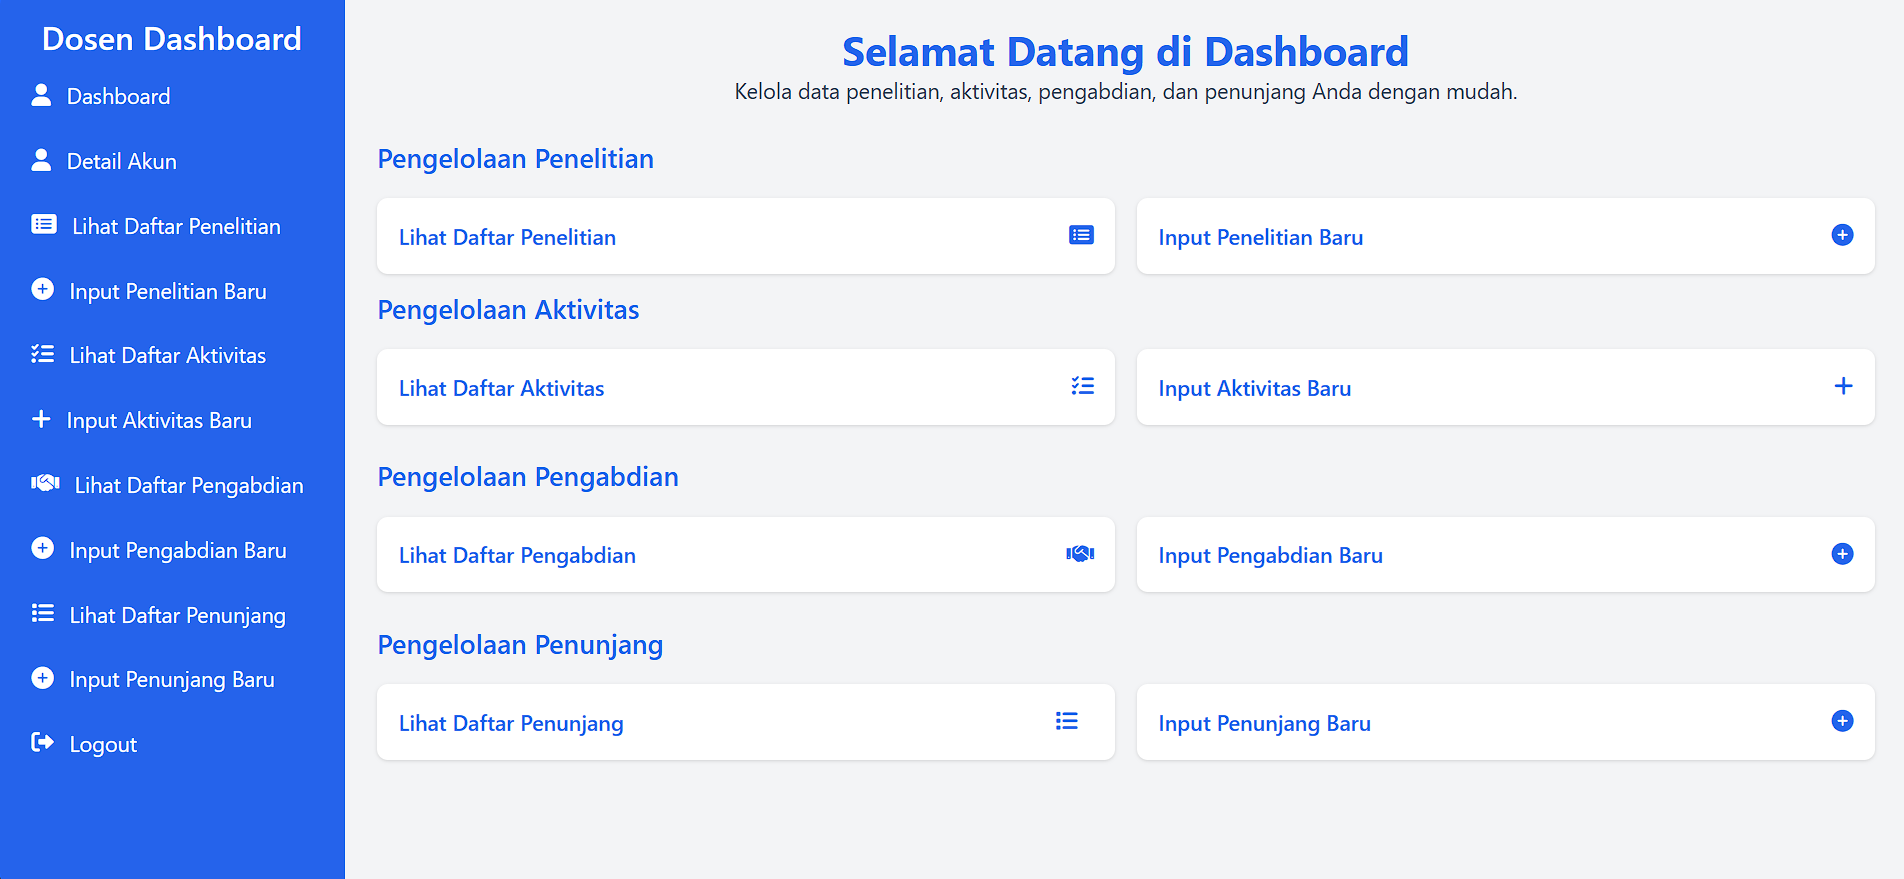 Dosen Dashboard
Dashboard
Detail Akun
Lihat Daftar Penelitian
Input Penelitian Baru
Lihat Daftar Aktivitas
Input Aktivitas Baru
Lihat Daftar Pengabdian
Input Pengabdian Baru
Lihat Daftar Penunjang
Input Penunjang Baru
Logout
Selamat Datang di Dashboard
Kelola data penelitian, aktivitas, pengabdian, dan penunjang Anda dengan mudah.
Pengelolaan Penelitian
Lihat Daftar Penelitian
Input Penelitian Baru
Pengelolaan Aktivitas
Lihat Daftar Aktivitas
Input Aktivitas Baru
Pengelolaan Pengabdian
Lihat Daftar Pengabdian
Input Pengabdian Baru
Pengelolaan Penunjang
Lihat Daftar Penunjang
Input Penunjang Baru